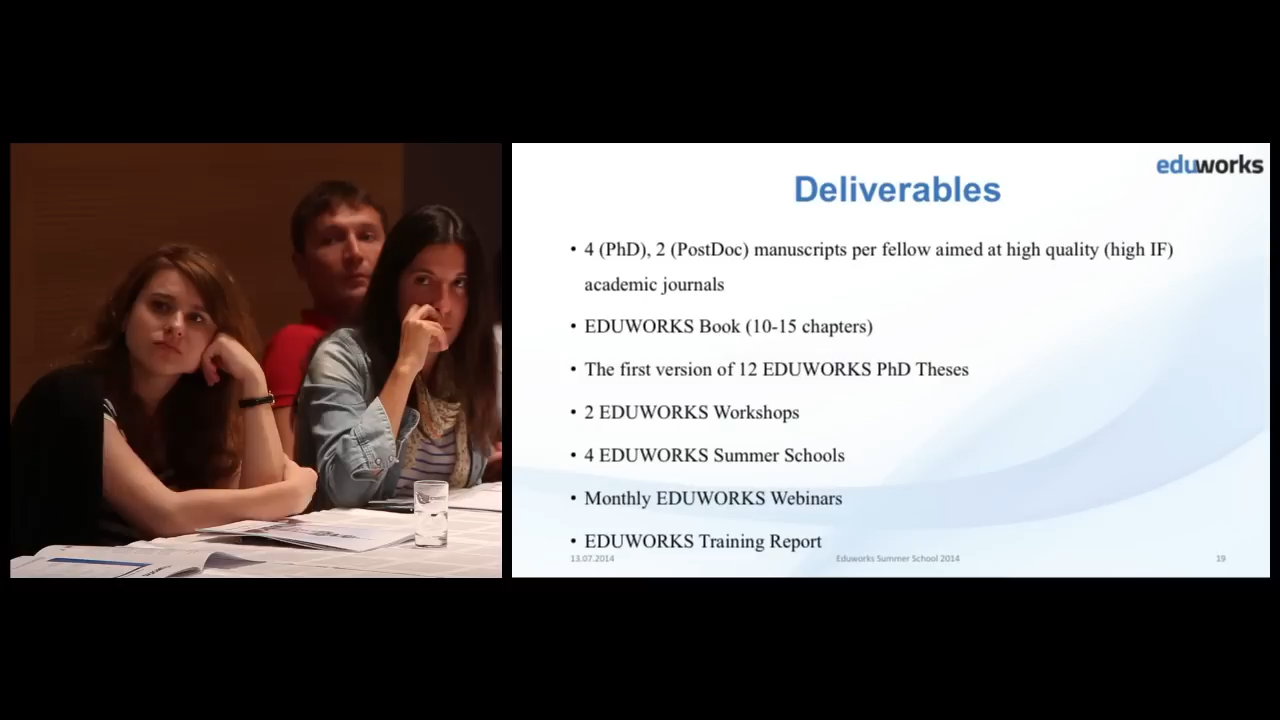 eduworks
Deliverables
• 4 (PhD), 2 (PostDoc) manuscripts per fellow aimed at high quality (high IF)
academic journals
• EDUWORKS Book (10-15 chapters)
• The first version of 12 EDUWORKS PhD Theses
• 2 EDUWORKS Workshops
• 4 EDUWORKS Summer Schools
• Monthly EDUWORKS Webinars
• EDUWORKS Training Report
13.07.2014 Eduworks Summer School 2014 19